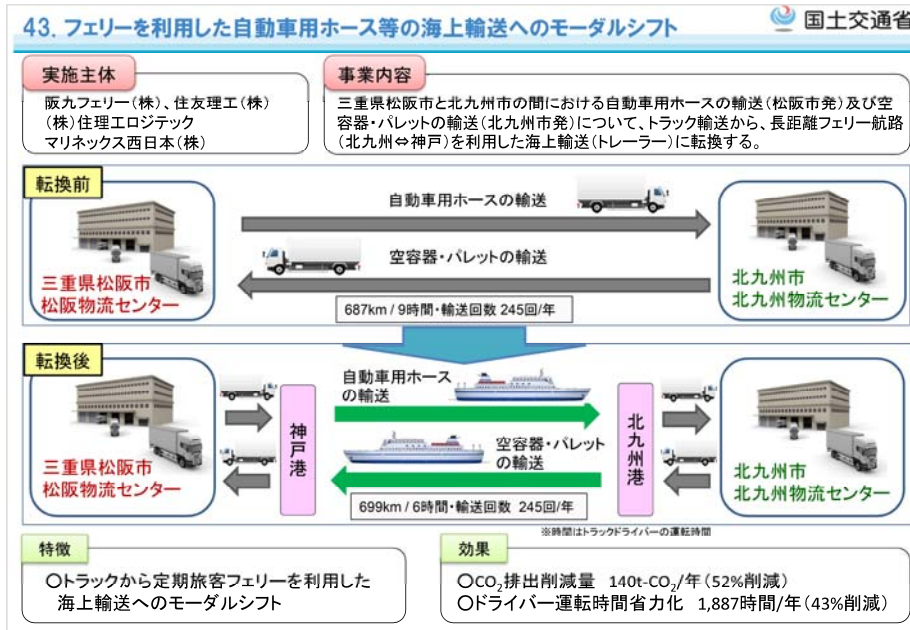 43. フェリーを利用した自動車用ホース等の海上輸送へのモーダルシフト
国土交通省
実施主体
阪九フェリー(株)、住友理工(株)
(株)住理工ロジテック
マリネックス西日本(株)
事業内容
三重県松阪市と北九州市の間における自動車用ホースの輸送(松阪市発)及び空
容器・パレットの輸送(北九州市発)について、トラック輸送から、長距離フェリー航路
(北九州⇔神戸)を利用した海上輸送(トレーラー)に転換する。
転換前
自動車用ホースの輸送
空容器・パレットの輸送
三重県松阪市
松阪物流センター
北九州市
北九州物流センター
687km / 9時間・輸送回数 245回/年
転換後
自動車用ホース
の輸送
神戸港
北九州港
空容器・パレット
の輸送
三重県松阪市
松阪物流センター
北九州市
北九州物流センター
699km / 6時間・輸送回数 245回/年
※時間はトラックドライバーの運転時間
特徴
○トラックから定期旅客フェリーを利用した
海上輸送へのモーダルシフト
効果
○CO2排出削減量 140t-CO2/年(52%削減)
○ドライバー運転時間省力化 1,887時間/年(43%削減)